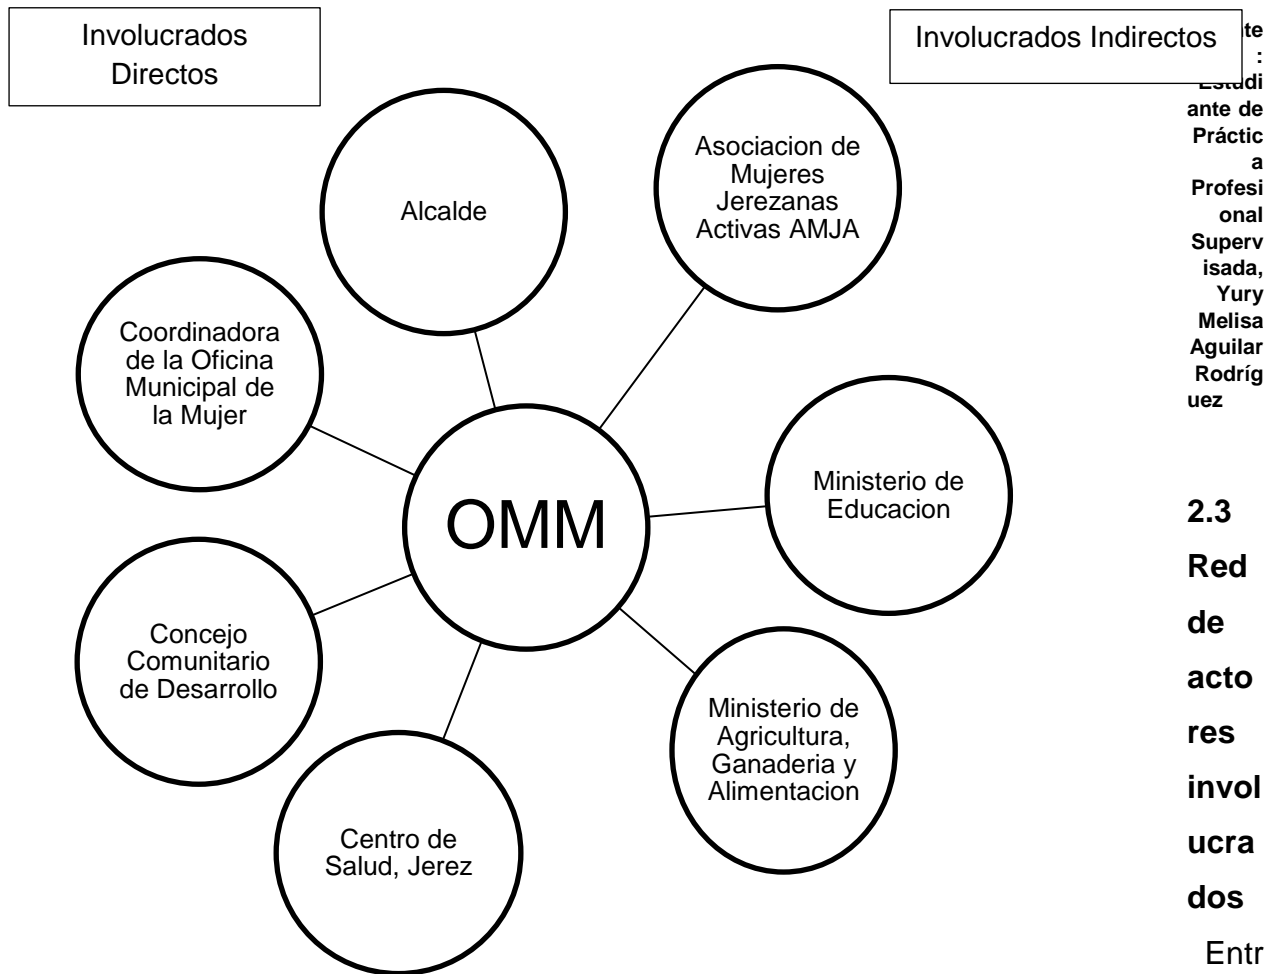 Involucrados
Directos
Involucrados Indirectos
Alcalde
Asociacion de
Mujeres
Jerezanas
Activas AMJA
Coordinadora
de la Oficina
Municipal de
la Mujer
OMM
Ministerio de
Educacion
Concejo
Comunitario
de Desarrollo
Ministerio de
Agricultura,
Ganaderia y
Alimentacion
Centro de
Salud, Jerez
te
:
Estudi
ante de
Práctic
a
Profesi
onal
Superv
isada,
Yury
Melisa
Aguilar
Rodríg
uez
2.3
Red
de
acto
res
invol
ucra
dos
Entr